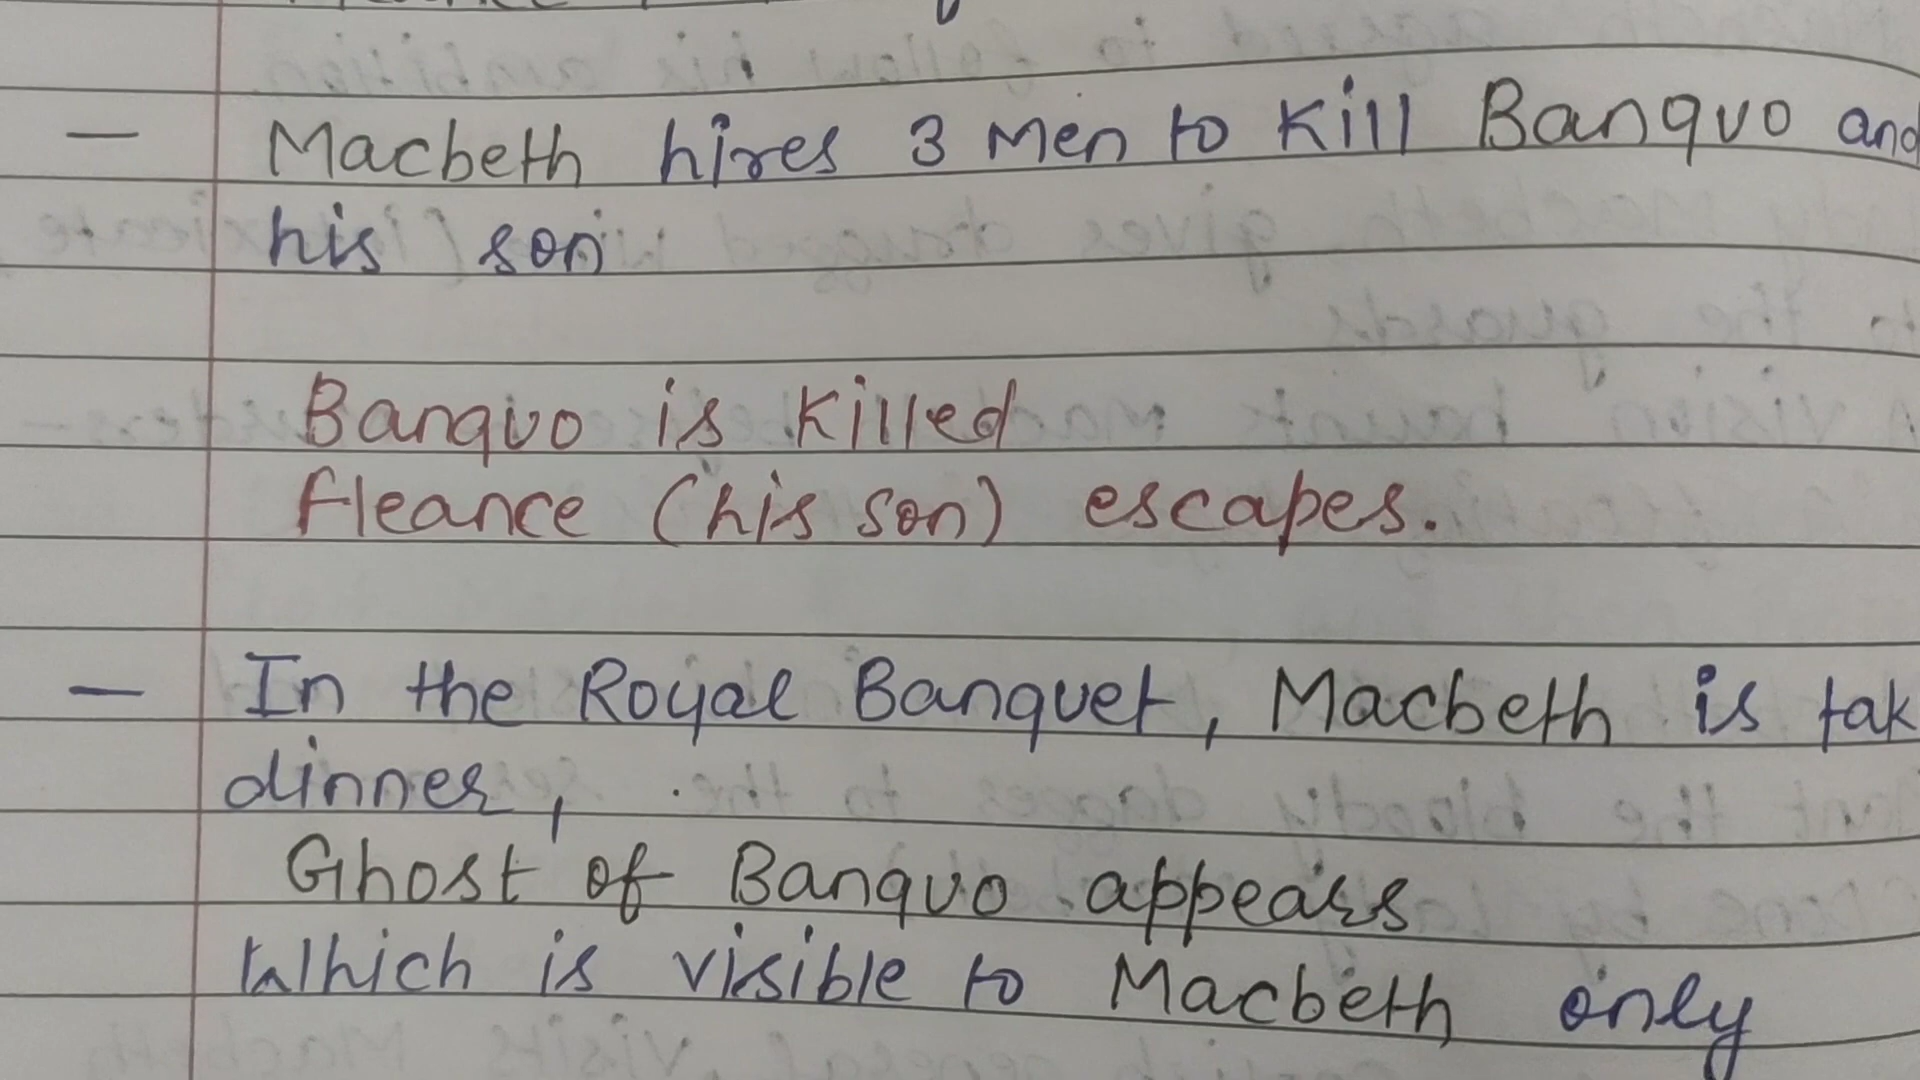 — Macbeth hires 3 Men to Kill Banquo and
his son
Banquo is Killed
Fleance (his son) escapes.
— In the Royal Banquet, Macbeth is tak
dinner,
Ghost of Banquo appears
Which is visible to Macbeth only